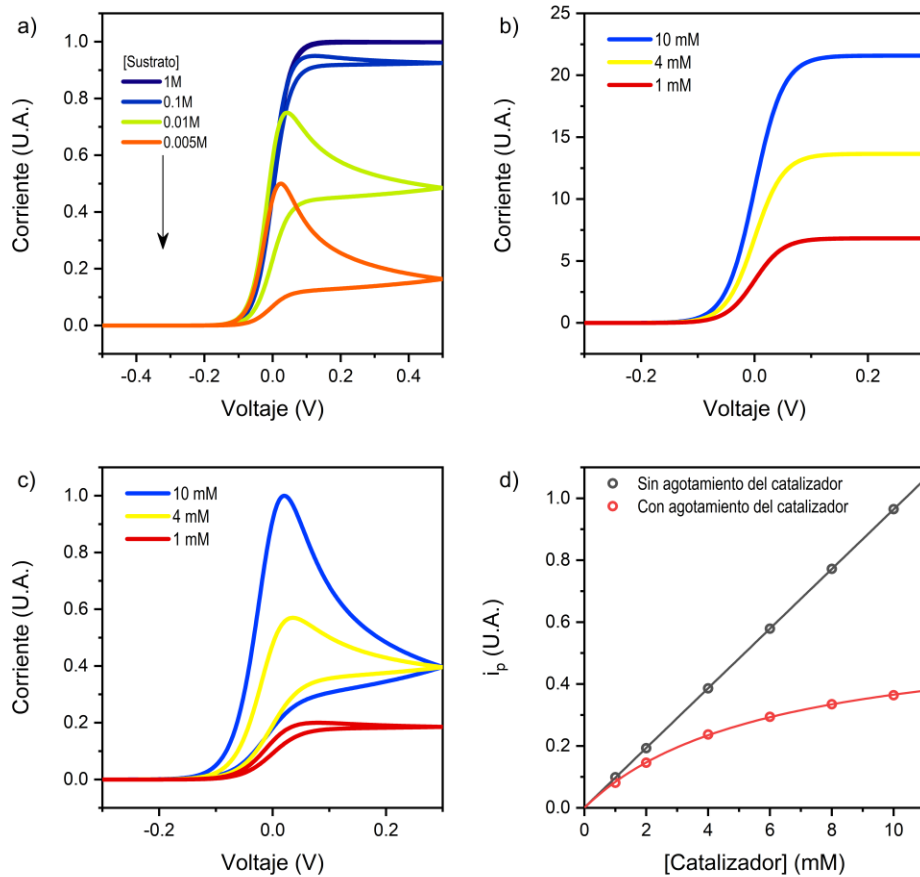 a)
[Sustrato]
1M
0.1M
0.01M
0.005M
1.0
0.8
0.6
0.4
0.2
0.0
Corriente (U.A.)
-0.4 -0.2 0.0 0.2 0.4
Voltaje (V)
b)
10 mM
4 mM
1 mM
25
20
15
10
5
0
Corriente (U.A.)
-0.2 0.0 0.2
Voltaje (V)
c)
10 mM
4 mM
1 mM
1.0
0.8
0.6
0.4
0.2
0.0
Corriente (U.A.)
-0.2 0.0 0.2
Voltaje (V)
d)
Sin agotamiento del catalizador
Con agotamiento del catalizador
1.0
0.8
0.6
0.4
0.2
0.0
ip (U.A.)
0 2 4 6 8 10
[Catalizador] (mM)